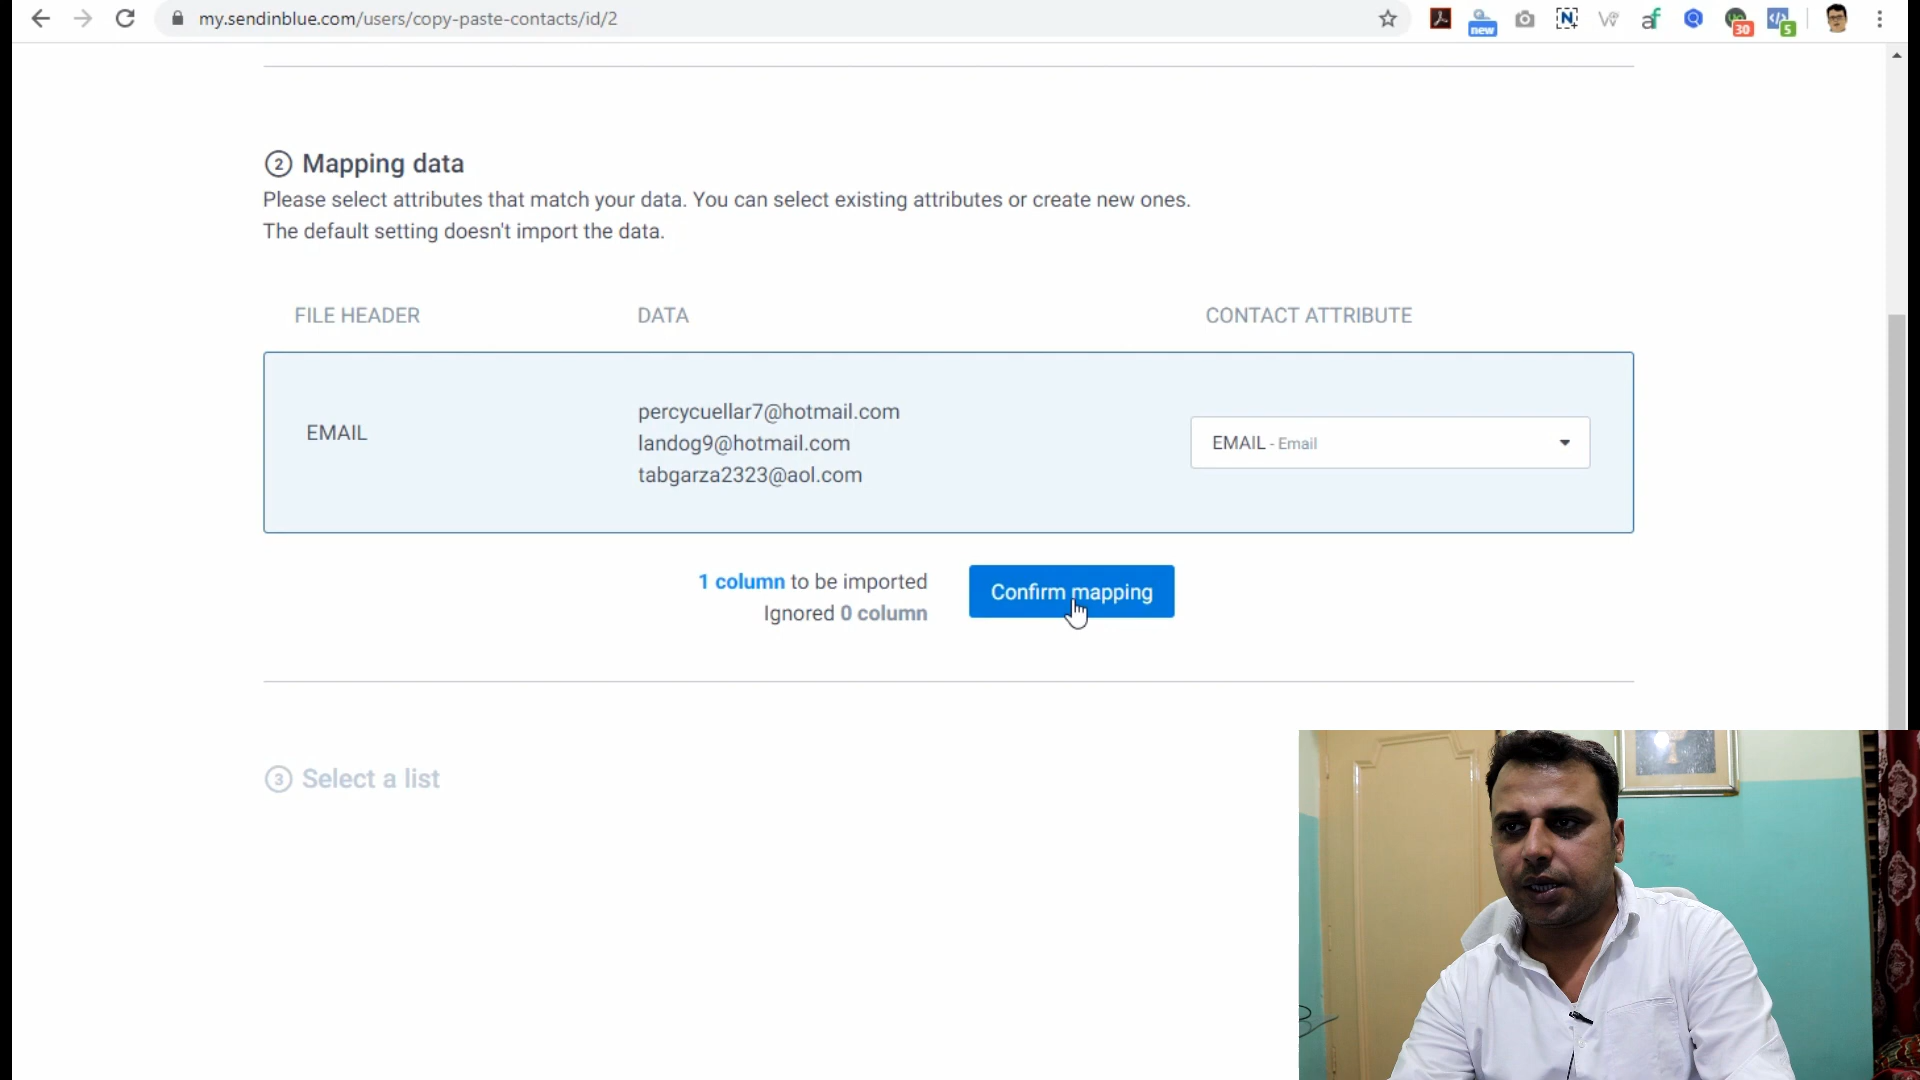 my.sendinblue.com/users/copy-paste-contacts/id/2
new
30
5
2 Mapping data
Please select attributes that match your data. You can select existing attributes or create new ones.
The default setting doesn't import the data.
FILE HEADER DATA CONTACT ATTRIBUTE
EMAIL
percycuellar7@hotmail.com
landog9@hotmail.com
tabgarza2323@aol.com
EMAIL - Email
1 column to be imported
Ignored 0 column
Confirm mapping
3 Select a list